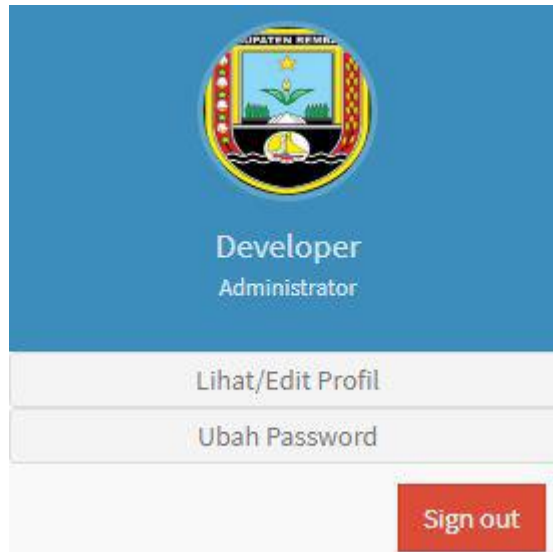 Developer
Administrator
Lihat/Edit Profil
Ubah Password
Sign out